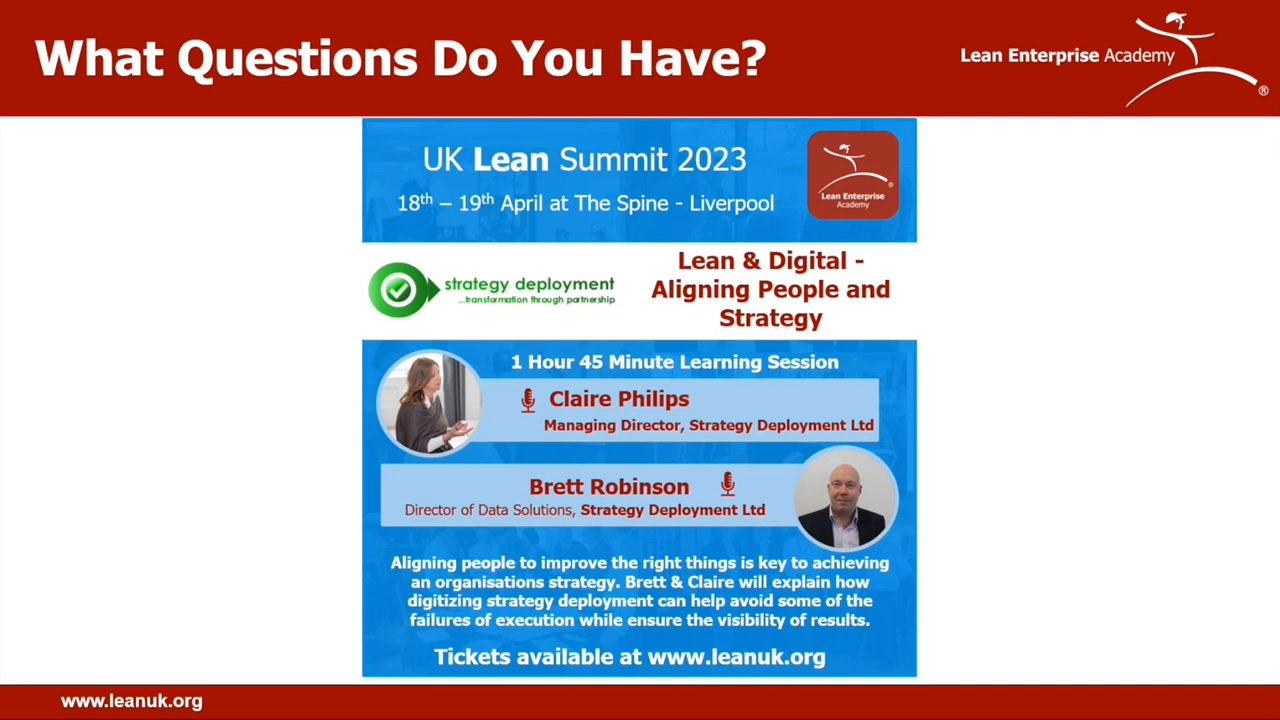 What Questions Do You Have?
Lean Enterprise Academy
®
UK Lean Summit 2023
18th – 19th April at The Spine - Liverpool
Lean Enterprise
Academy
®
strategy deployment
...transformation through partnership
Lean & Digital -
Aligning People and
Strategy
1 Hour 45 Minute Learning Session
Claire Philips
Managing Director, Strategy Deployment Ltd
Brett Robinson
Director of Data Solutions, Strategy Deployment Ltd
Aligning people to improve the right things is key to achieving
an organisations strategy. Brett & Claire will explain how
digitizing strategy deployment can help avoid some of the
failures of execution while ensure the visibility of results.
Tickets available at www.leanuk.org
www.leanuk.org